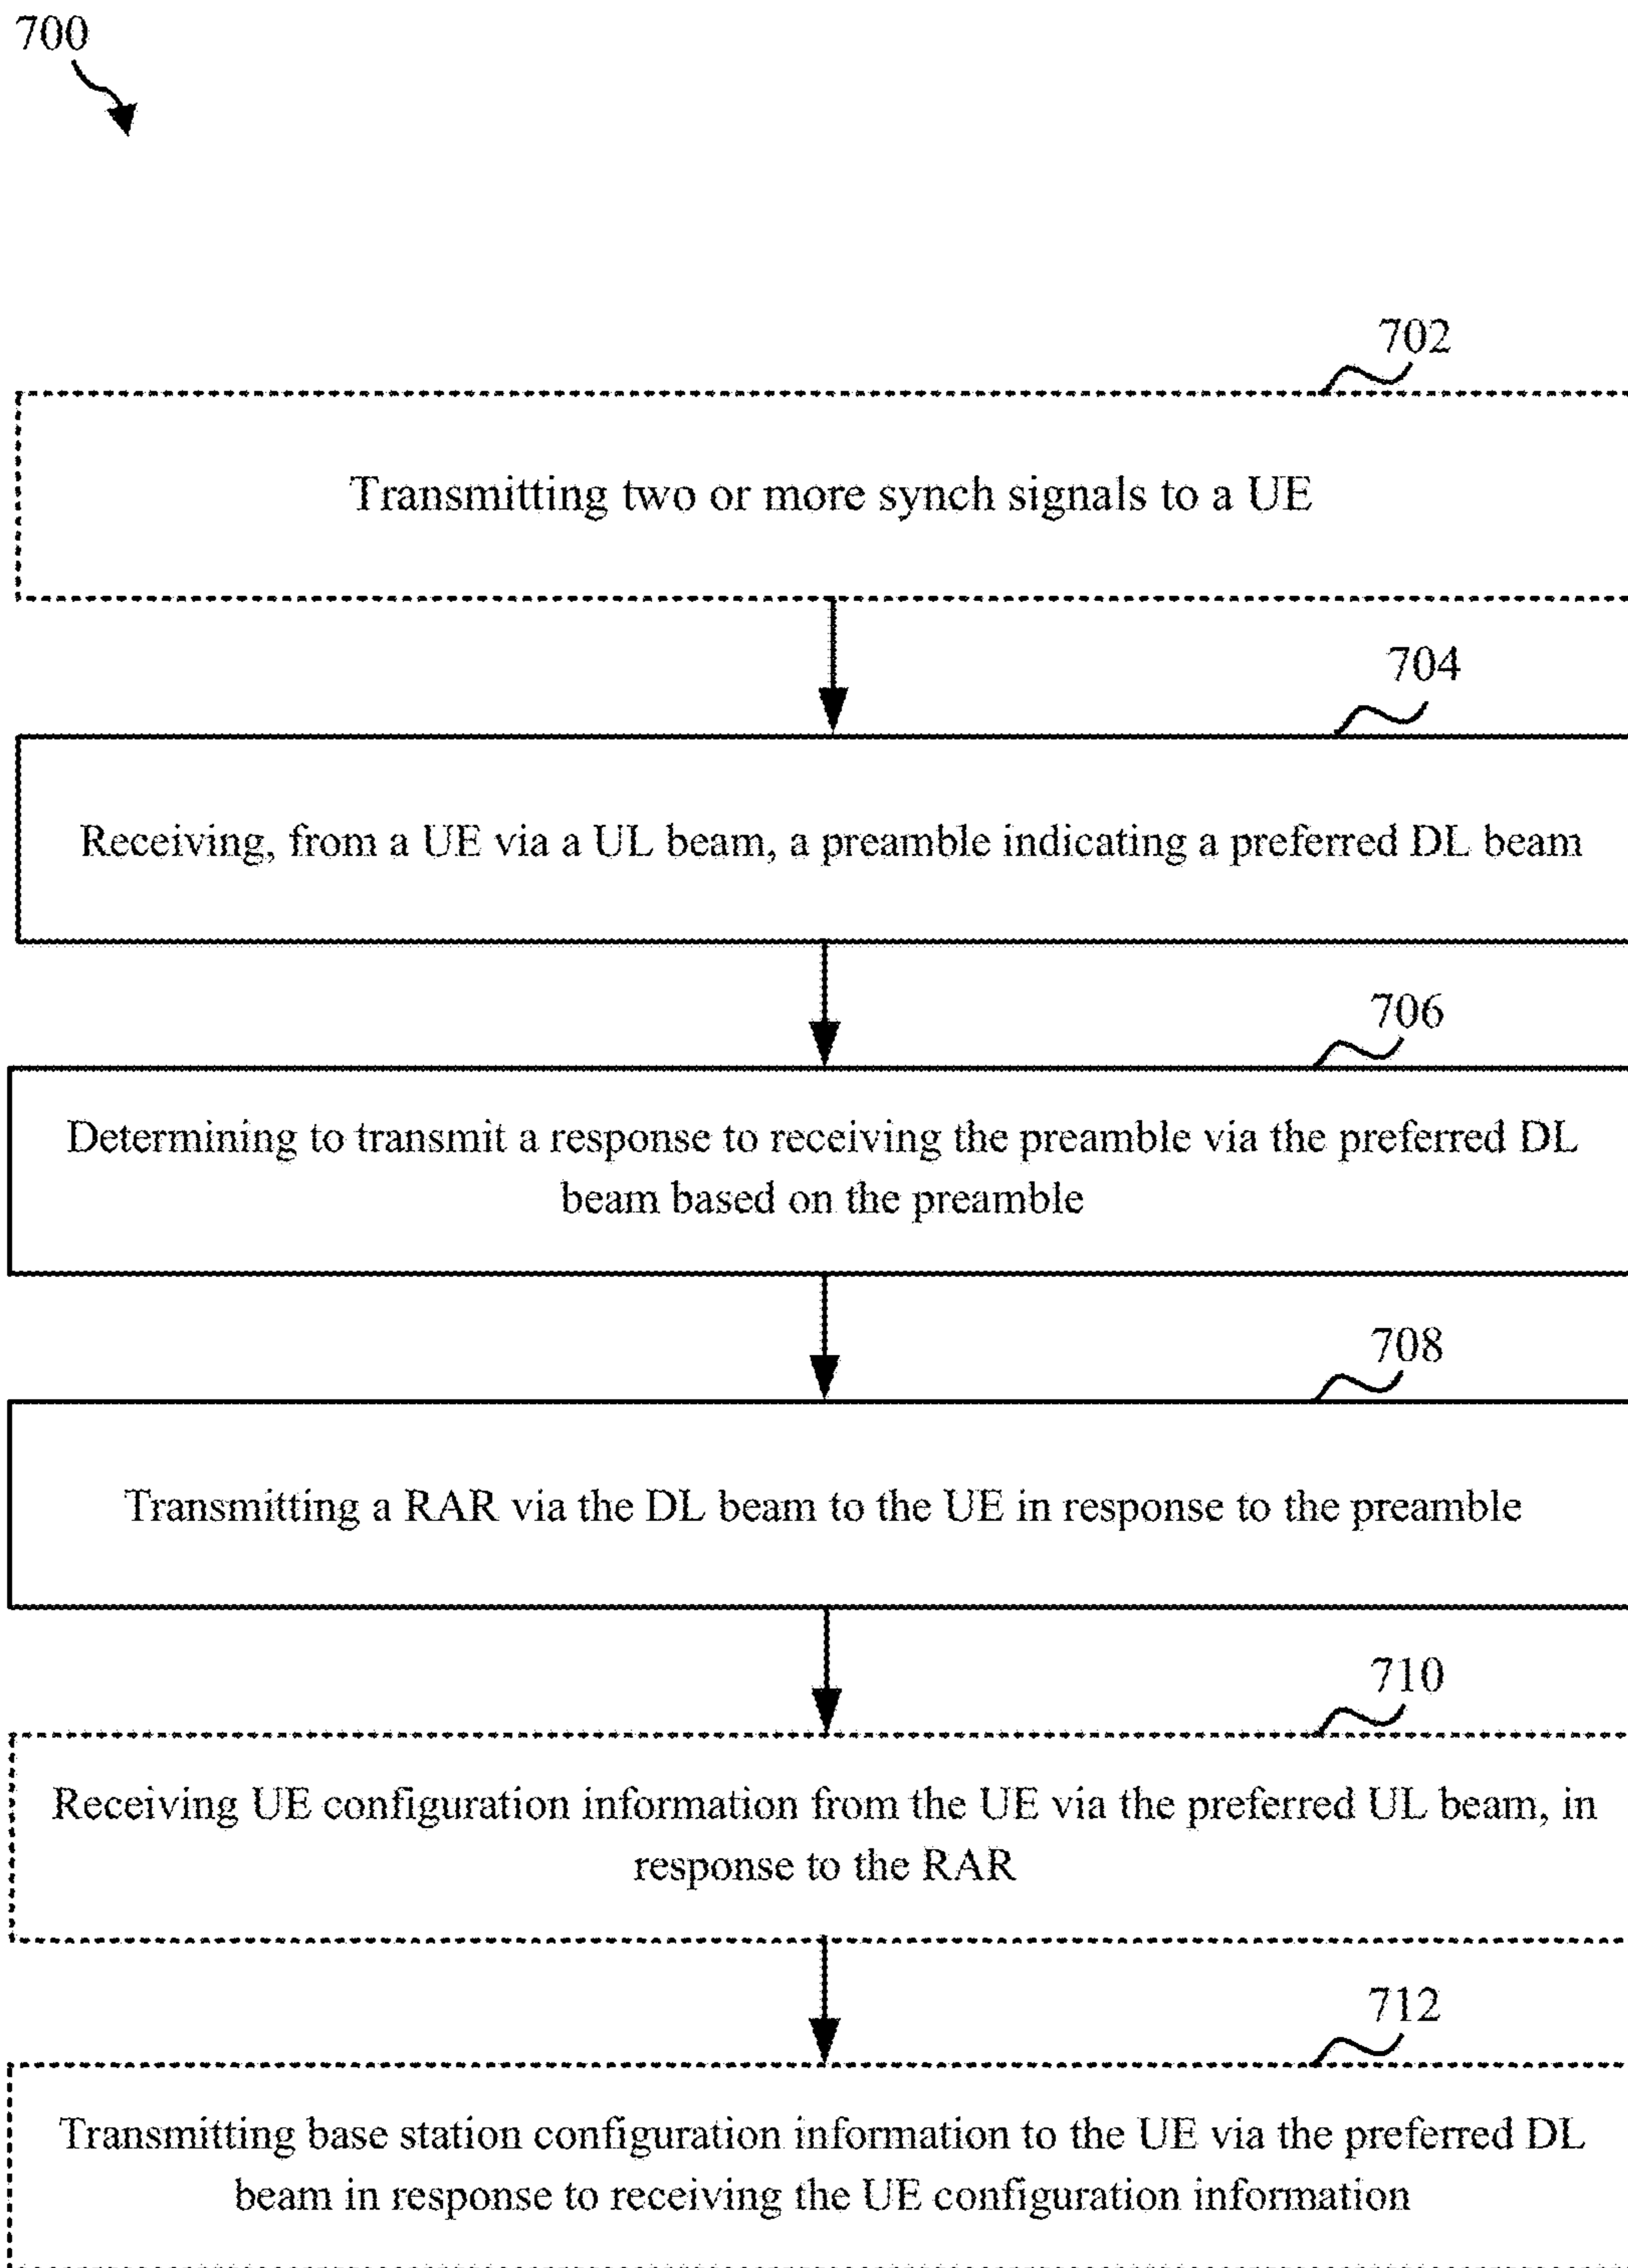 700
702
Transmitting two or more synch signals to a UE
704
Receiving, from a UE via a UL beam, a preamble indicating a preferred DL beam
706
Determining to transmit a response to receiving the preamble via the preferred DL
beam based on the preamble
708
Transmitting a RAR via the DL beam to the UE in response to the preamble
710
Receiving UE configuration information from the UE via the preferred UL beam, in
response to the RAR
712
Transmitting base station configuration information to the UE via the preferred DL
beam in response to receiving the UE configuration information